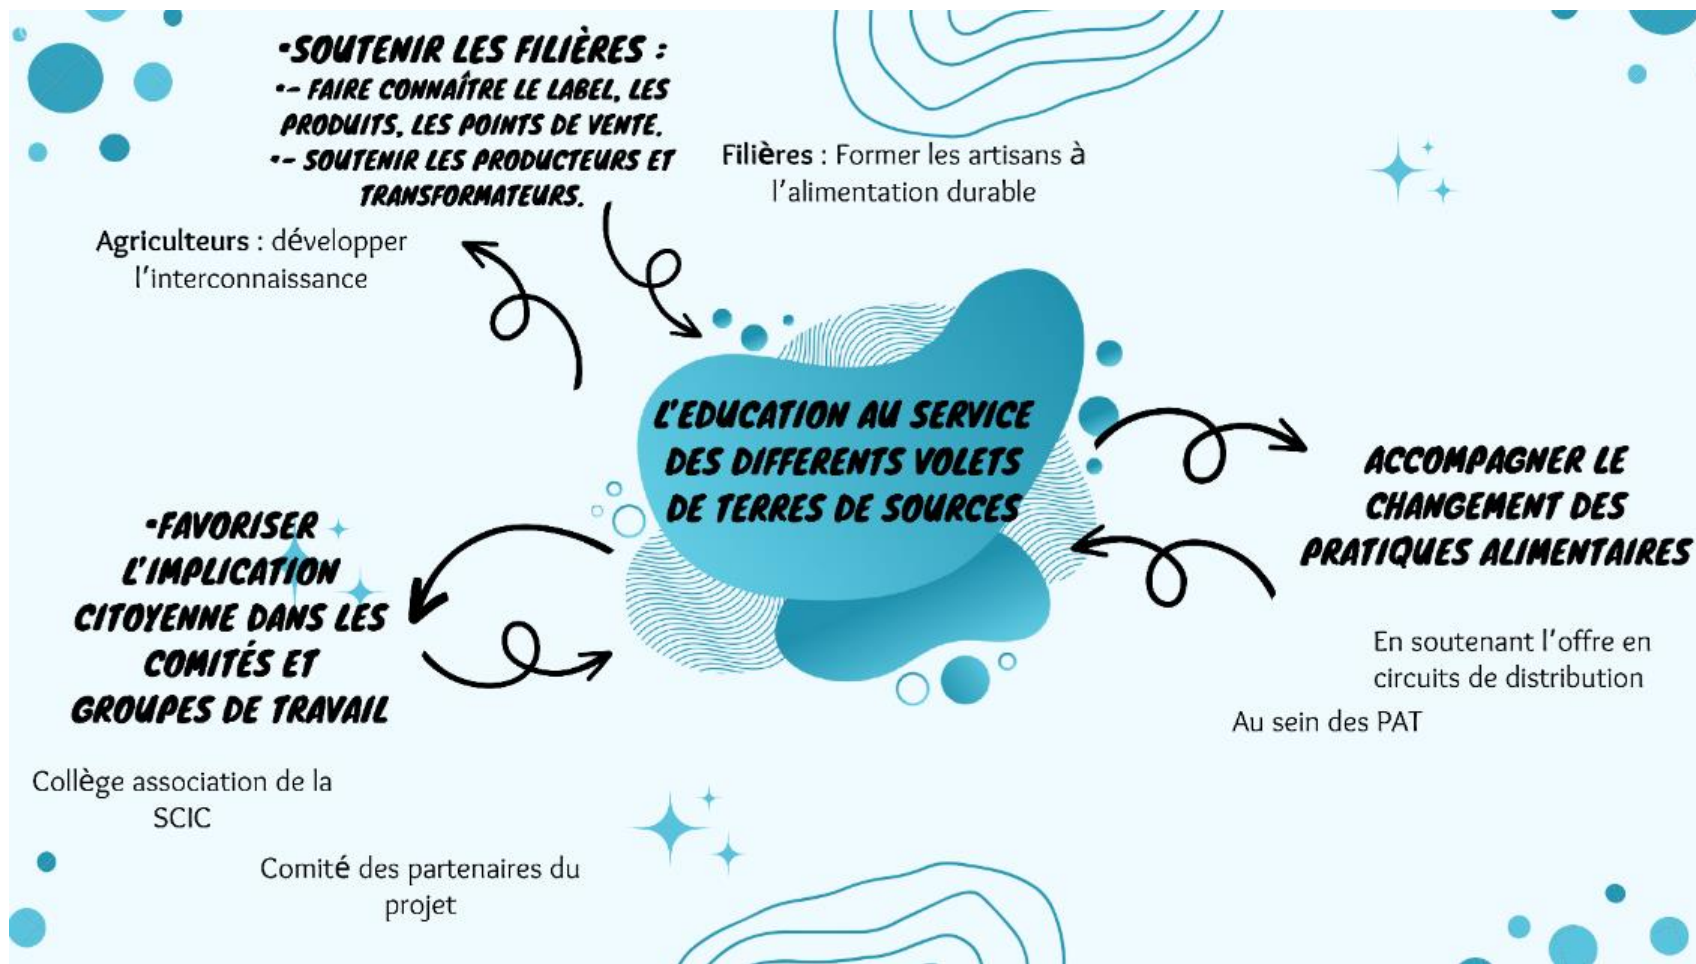 •SOUTENIR LES FILIÈRES :
•- FAIRE CONNAÎTRE LE LABEL, LES
PRODUITS, LES POINTS DE VENTE.
•- SOUTENIR LES PRODUCTEURS ET
TRANSFORMATEURS.
Filières : Former les artisans à
l'alimentation durable
Agriculteurs : développer
l'interconnaissance
L'EDUCATION AU SERVICE
DES DIFFERENTS VOLETS
DE TERRES DE SOURCES
ACCOMPAGNER LE
CHANGEMENT DES
PRATIQUES ALIMENTAIRES
En soutenant l'offre en
circuits de distribution
Au sein des PAT
•FAVORISER
L'IMPLICATION
CITOYENNE DANS LES
COMITÉS ET
GROUPES DE TRAVAIL
Collège association de la
SCIC
Comité des partenaires du
projet